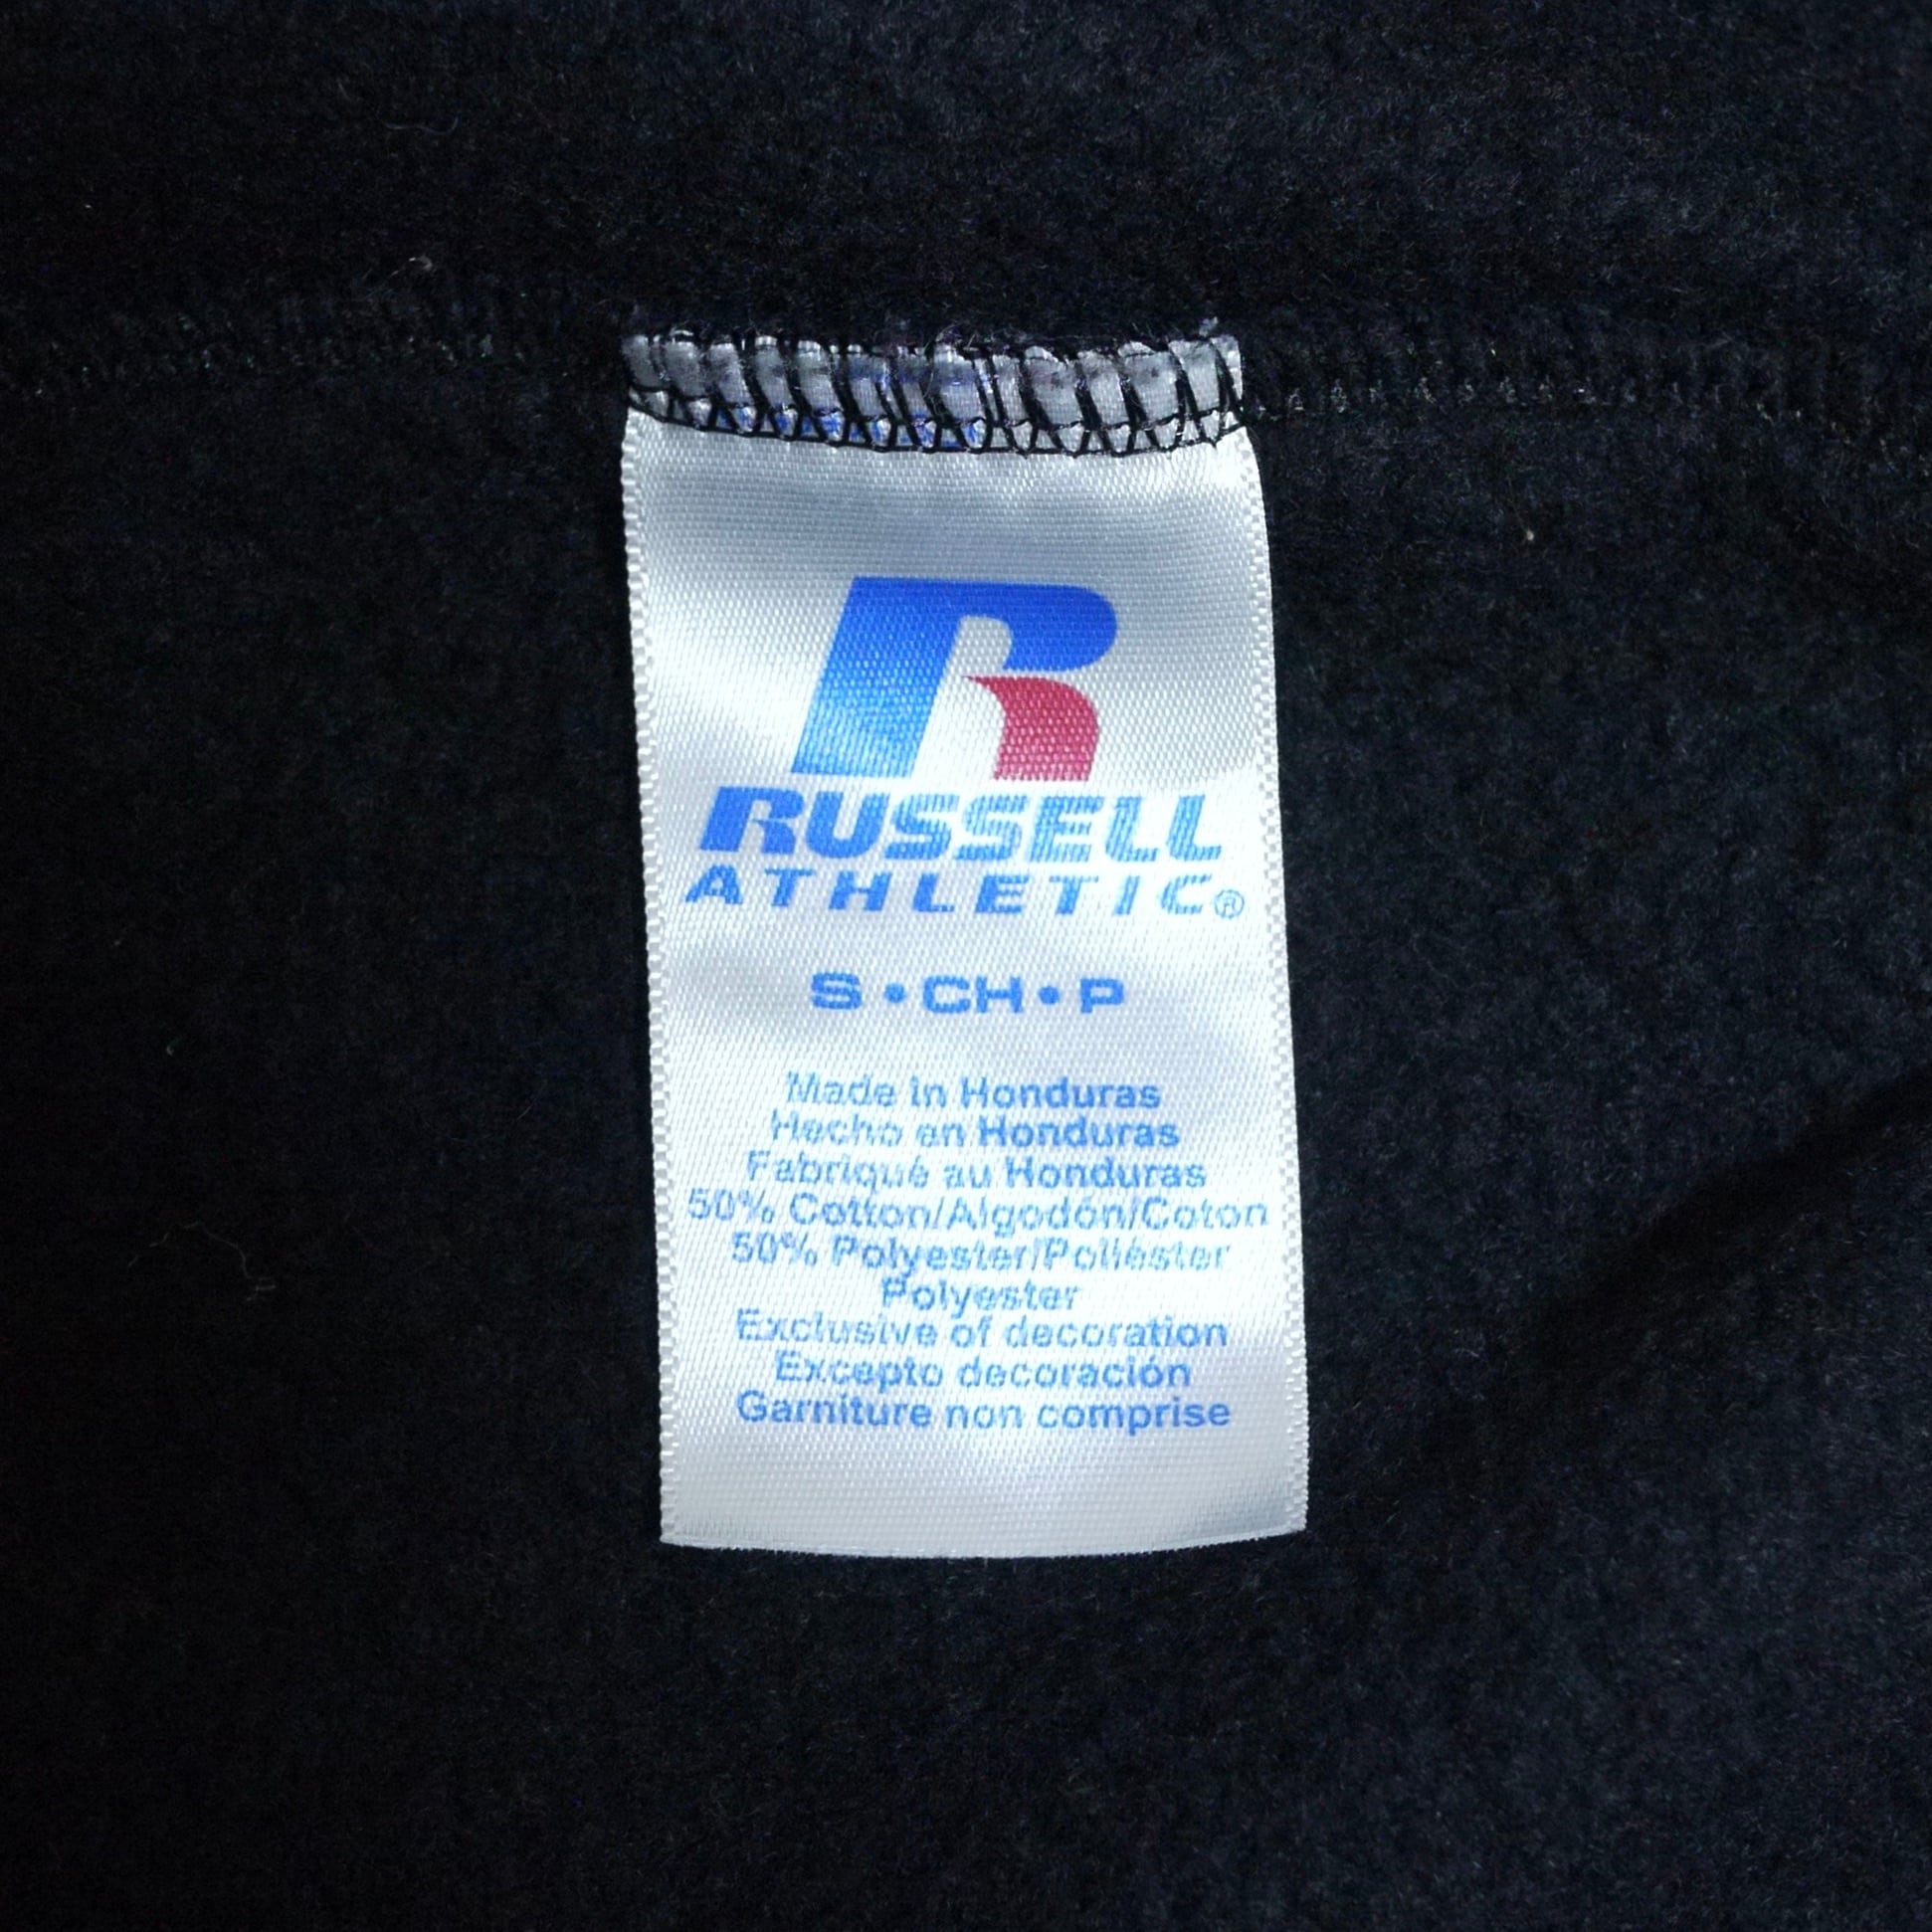 R
RUSSELL
ATHLETIC®
S • CH • P
Made in Honduras
Hecho en Honduras
Fabriqué au Honduras
50% Cotton/Algodón/Coton
50% Polyester/Poliéster
Polyester
Exclusive of decoration
Excepto decoración
Garniture non comprise